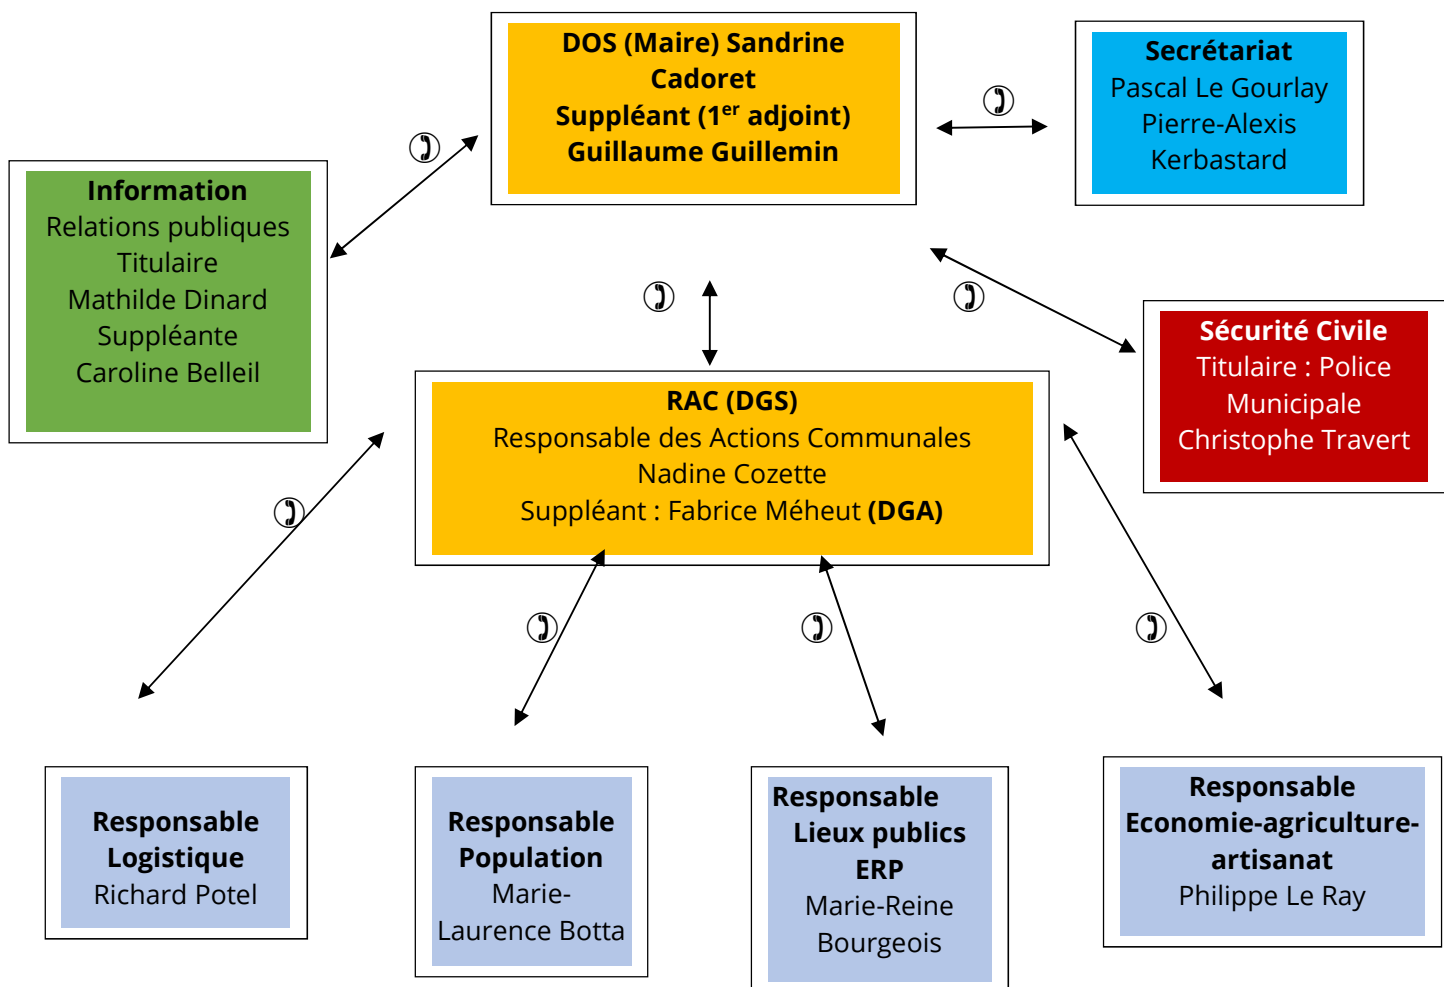 DOS (Maire) Sandrine
Cadoret
Suppléant (1er adjoint)
Guillaume Guillemin
Secrétariat
Pascal Le Gourlay
Pierre-Alexis
Kerbastard
Information
Relations publiques
Titulaire
Mathilde Dinard
Suppléante
Caroline Belleil
Sécurité Civile
Titulaire : Police
Municipale
Christophe Travert
RAC (DGS)
Responsable des Actions Communales
Nadine Cozette
Suppléant : Fabrice Méheut (DGA)
Responsable
Logistique
Richard Potel
Responsable
Population
Marie-
Laurence Botta
Responsable
Lieux publics
ERP
Marie-Reine
Bourgeois
Responsable
Economie-agriculture-
artisanat
Philippe Le Ray